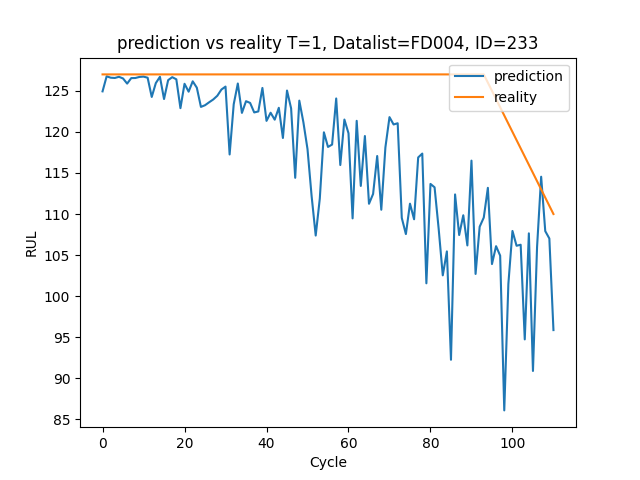 prediction vs reality T=1, Datalist=FD004, ID=233
prediction
reality
RUL
125
120
115
110
105
100
95
90
85
0 20 40 60 80 100
Cycle